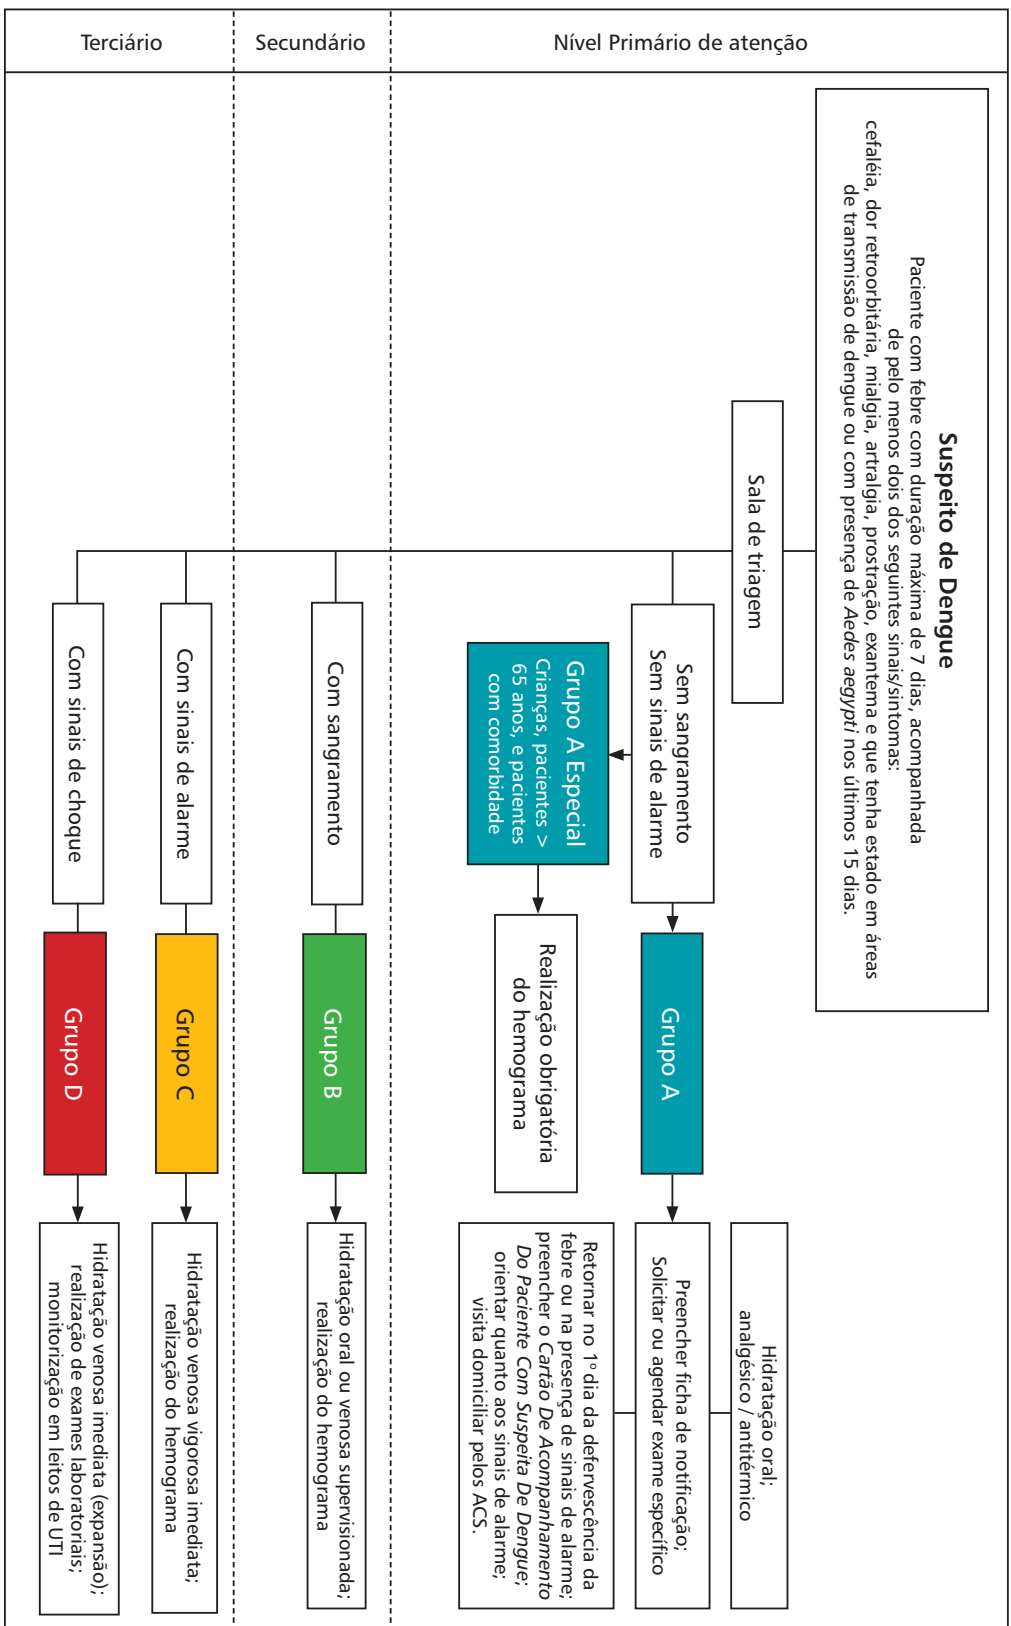 Suspeito de Dengue
Paciente com febre com duração máxima de 7 dias, acompanhada
de pelo menos dois dos seguintes sinais/sintomas:
cefaléia, dor retroorbitária, mialgia, artralgia, prostração, exantema e que tenha estado em áreas
de transmissão de dengue ou com presença de Aedes aegypti nos últimos 15 dias.
Nível Primário de atenção
Secundário
Terciário
Sala de triagem
Sem sangramento
Sem sinais de alarme
Grupo A
Hidratação oral;
analgésico / antitérmico
Preencher ficha de notificação;
Solicitar ou agendar exame específico
Retornar no 1º dia da defervescência da
febre ou na presença de sinais de alarme;
preencher o Cartão De Acompanhamento
Do Paciente Com Suspeita De Dengue;
orientar quanto aos sinais de alarme;
visita domiciliar pelos ACS.
Grupo A Especial
Crianças, pacientes >
65 anos, e pacientes
com comorbidade
Realização obrigatória
do hemograma
Com sangramento
Grupo B
Hidratação oral ou venosa supervisionada;
realização do hemograma
Com sinais de alarme
Grupo C
Hidratação venosa vigorosa imediata;
realização do hemograma
Com sinais de choque
Grupo D
Hidratação venosa imediata (expansão);
realização de exames laboratoriais;
monitorização em leitos de UTI